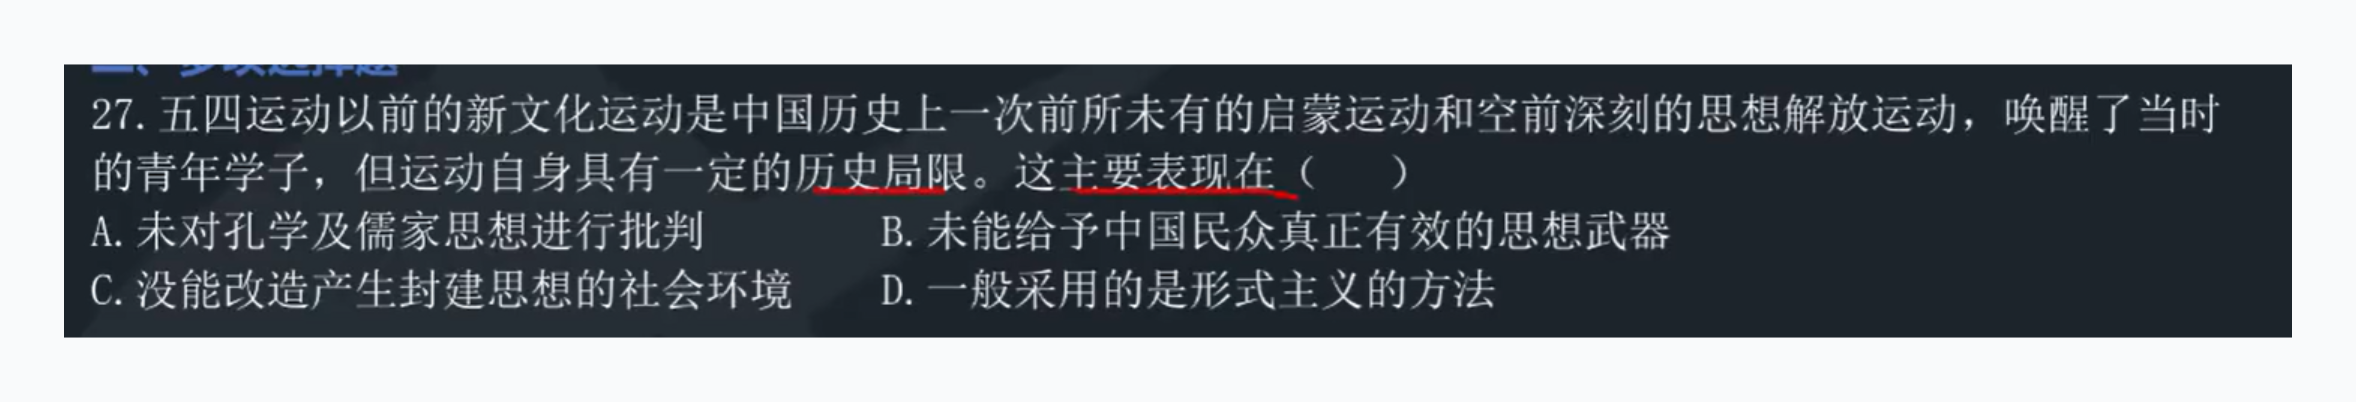 二、多项选择题
27. 五四运动以前的新文化运动是中国历史上一次前所未有的启蒙运动和空前深刻的思想解放运动，唤醒了当时
的青年学子，但运动自身具有一定的历史局限。这主要表现在（　　）
A. 未对孔学及儒家思想进行批判　　B. 未能给予中国民众真正有效的思想武器
C. 没能改造产生封建思想的社会环境　　D. 一般采用的是形式主义的方法